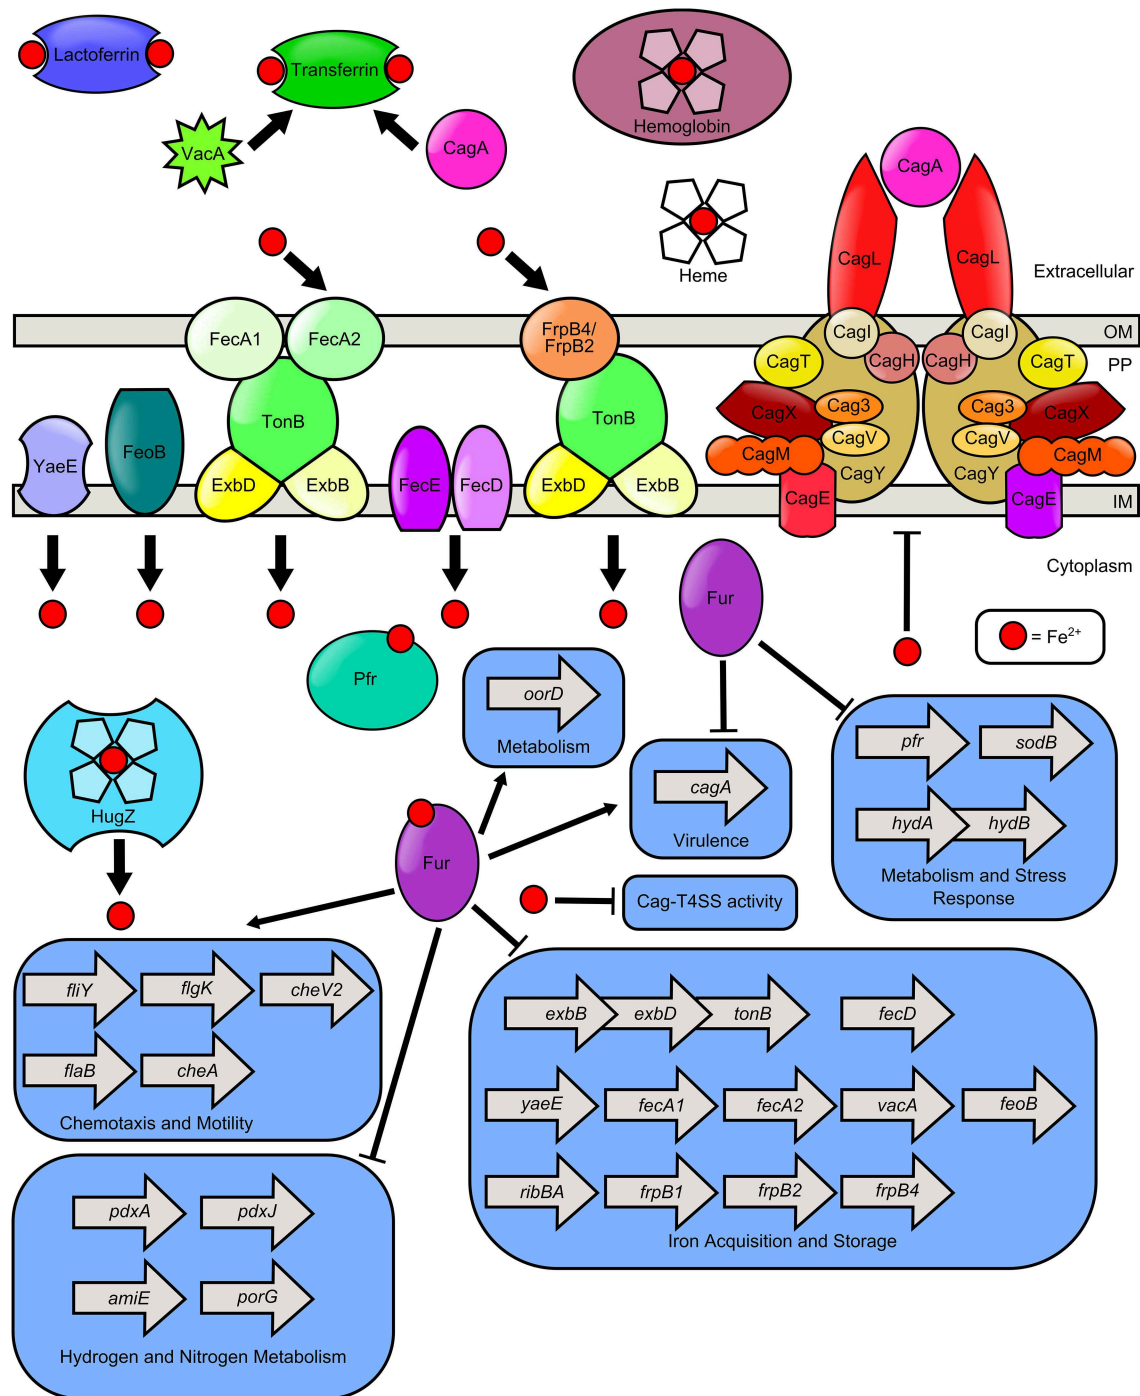 Lactoferrin
Transferrin
Hemoglobin
VacA
CagA
CagA
Heme
CagL
CagL
Extracellular
FecA1
FecA2
FrpB4/
FrpB2
CagI
CagI
OM
CagT
CagH
CagH
CagT
PP
YaeE
FeoB
TonB
TonB
CagX
Cag3
Cag3
CagX
CagM
CagV
CagV
CagM
ExbD
ExbB
FecE
FecD
ExbD
ExbB
CagY
CagY
CagE
CagE
IM
Cytoplasm
Fur
= Fe²⁺
Pfr
oorD
Metabolism
pfr
sodB
hydA
hydB
Metabolism and Stress
Response
cagA
Virulence
HugZ
Fur
Cag-T4SS activity
fliY
flgK
cheV2
flaB
cheA
Chemotaxis and Motility
exbB
exbD
tonB
fecD
yaeE
fecA1
fecA2
vacA
feoB
ribBA
frpB1
frpB2
frpB4
Iron Acquisition and Storage
pdxA
pdxJ
amiE
porG
Hydrogen and Nitrogen Metabolism